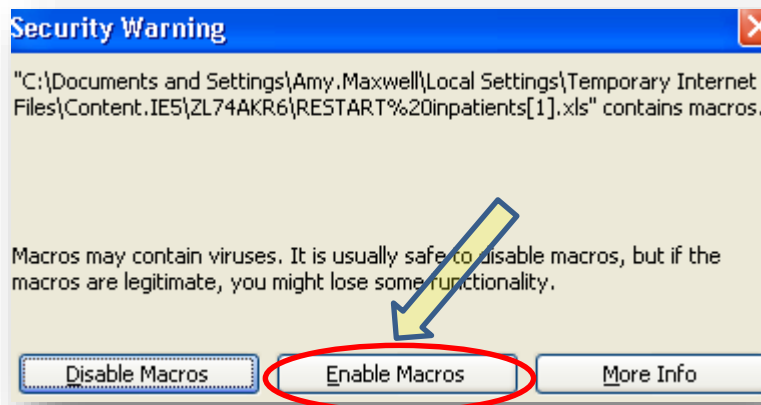 Security Warning
"C:\Documents and Settings\Amy.Maxwell\Local Settings\Temporary Internet
Files\Content.IE5\ZL74AKR6\RESTART%20inpatients[1].xls" contains macros.
Macros may contain viruses. It is usually safe to disable macros, but if the
macros are legitimate, you might lose some functionality.
Disable Macros
Enable Macros
More Info